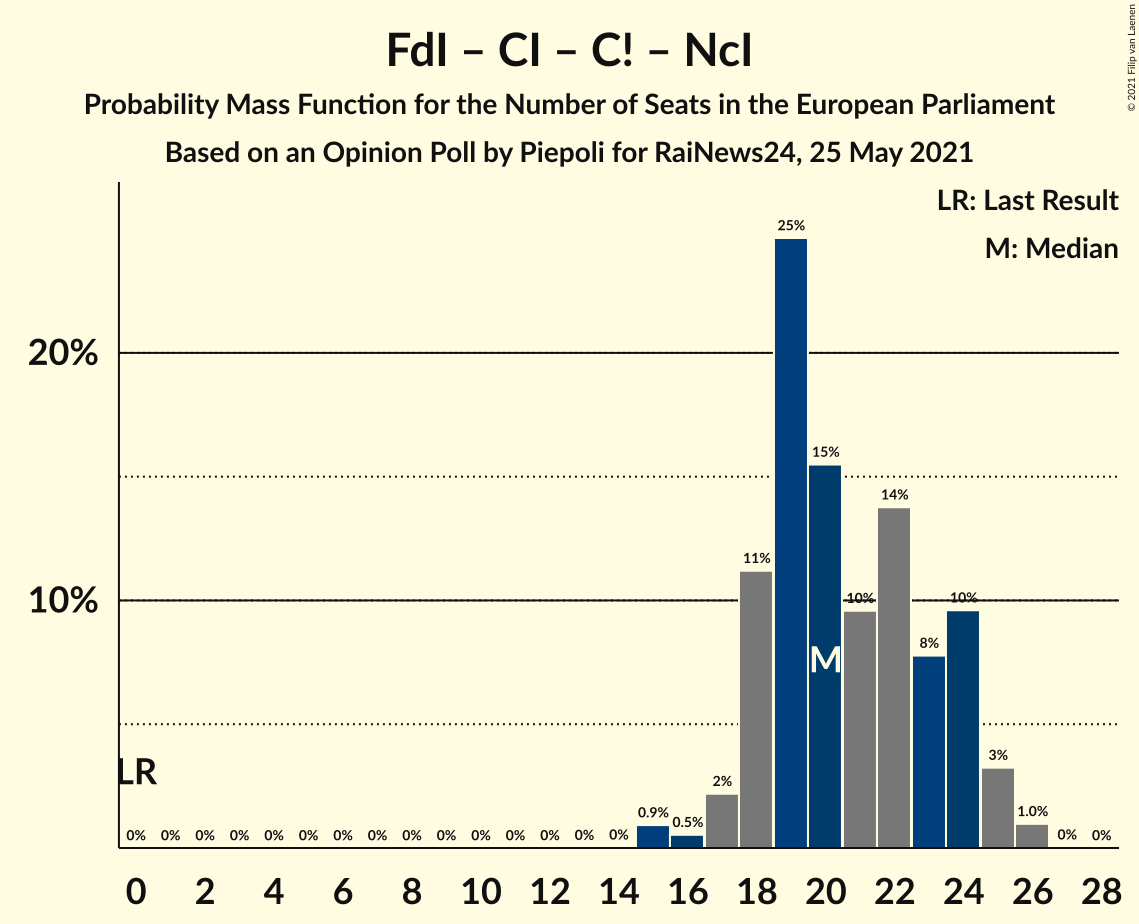 FdI – CI – C! – NcI
Probability Mass Function for the Number of Seats in the European Parliament
Based on an Opinion Poll by Piepoli for RaiNews24, 25 May 2021
© 2021 Filip van Laenen
LR: Last Result
M: Median
20%
10%
LR
M
0% 0% 0% 0% 0% 0% 0% 0% 0% 0% 0% 0% 0% 0% 0% 0.9% 0.5% 2% 11% 25% 15% 10% 14% 8% 10% 3% 1.0% 0% 0%
0 2 4 6 8 10 12 14 16 18 20 22 24 26 28